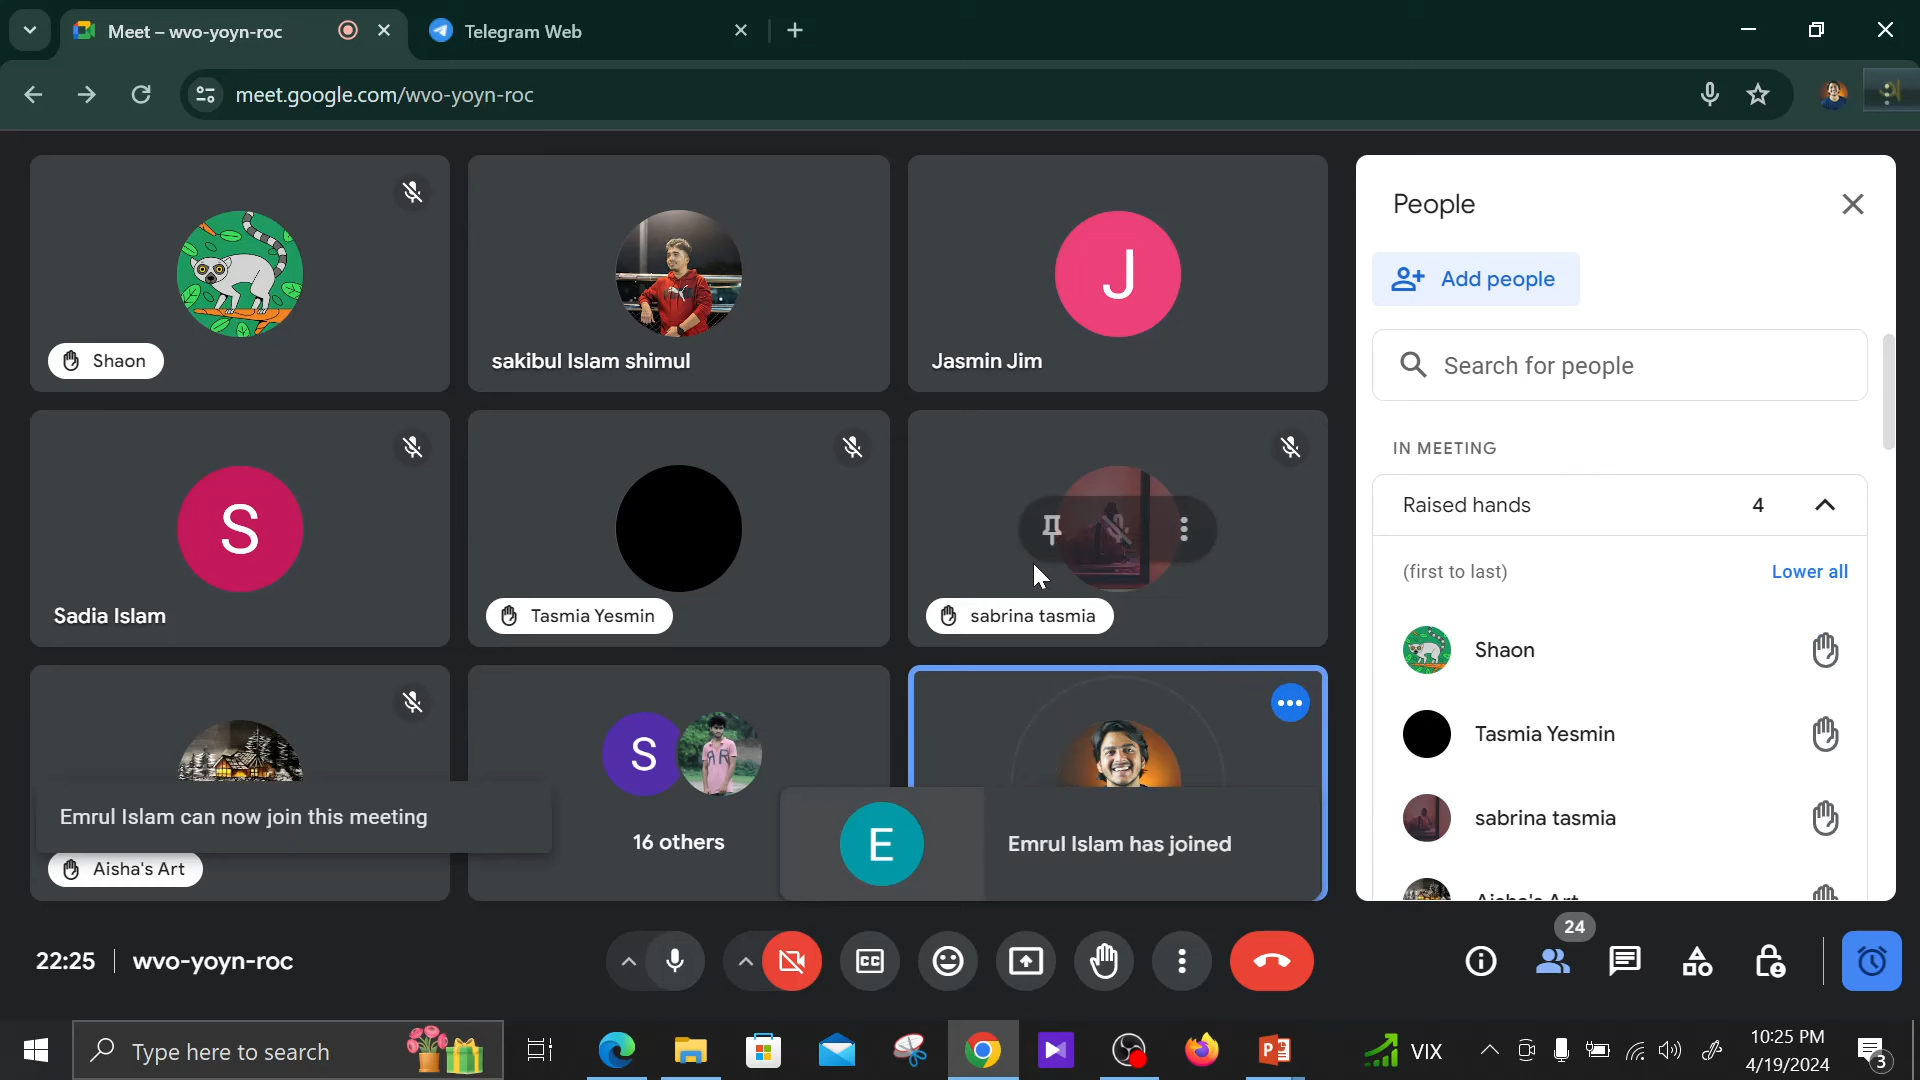 Meet – wvo-yoyn-roc
Telegram Web
meet.google.com/wvo-yoyn-roc
Shaon
sakibul Islam shimul
J
Jasmin Jim
S
Sadia Islam
Tasmia Yesmin
sabrina tasmia
Emrul Islam can now join this meeting
Aisha's Art
S
16 others
E
Emrul Islam has joined
People
Add people
Search for people
IN MEETING
Raised hands 4
(first to last) Lower all
Shaon
Tasmia Yesmin
sabrina tasmia
Aisha's Art
24
22:25 wvo-yoyn-roc
CC
Type here to search
VIX
10:25 PM
4/19/2024
3